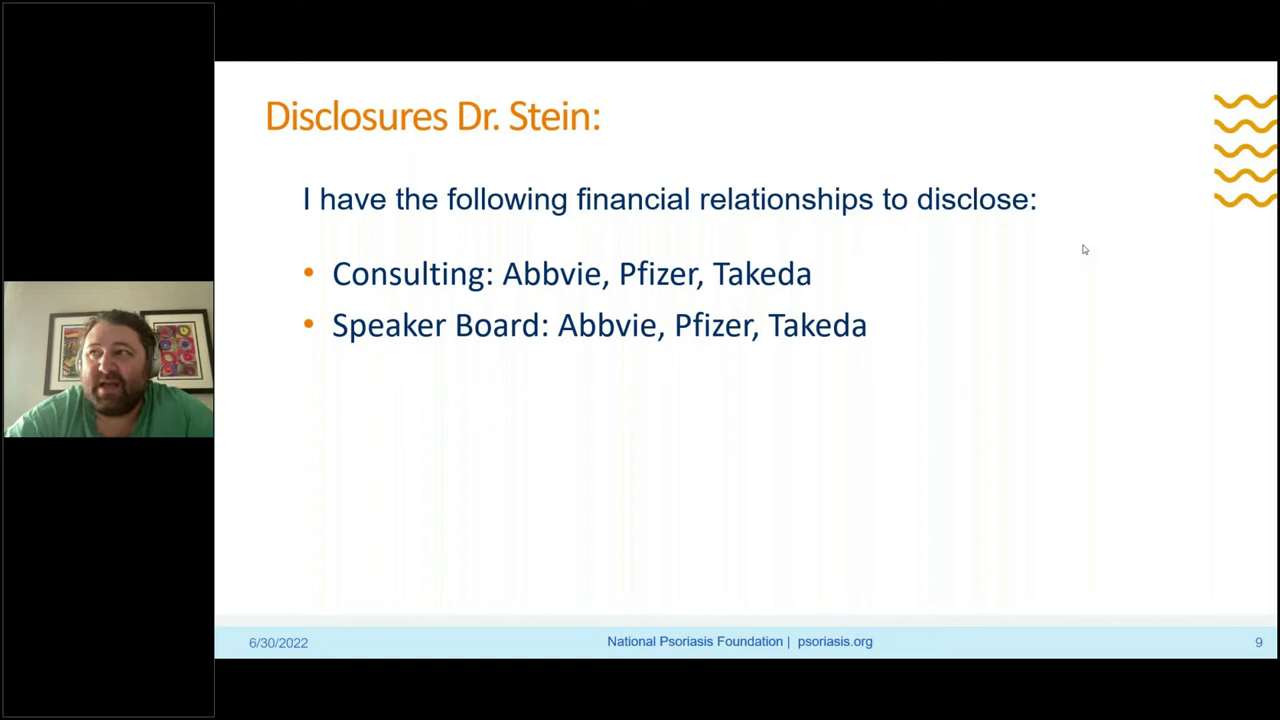 Disclosures Dr. Stein:
I have the following financial relationships to disclose:
• Consulting: Abbvie, Pfizer, Takeda
• Speaker Board: Abbvie, Pfizer, Takeda
6/30/2022
National Psoriasis Foundation | psoriasis.org
9